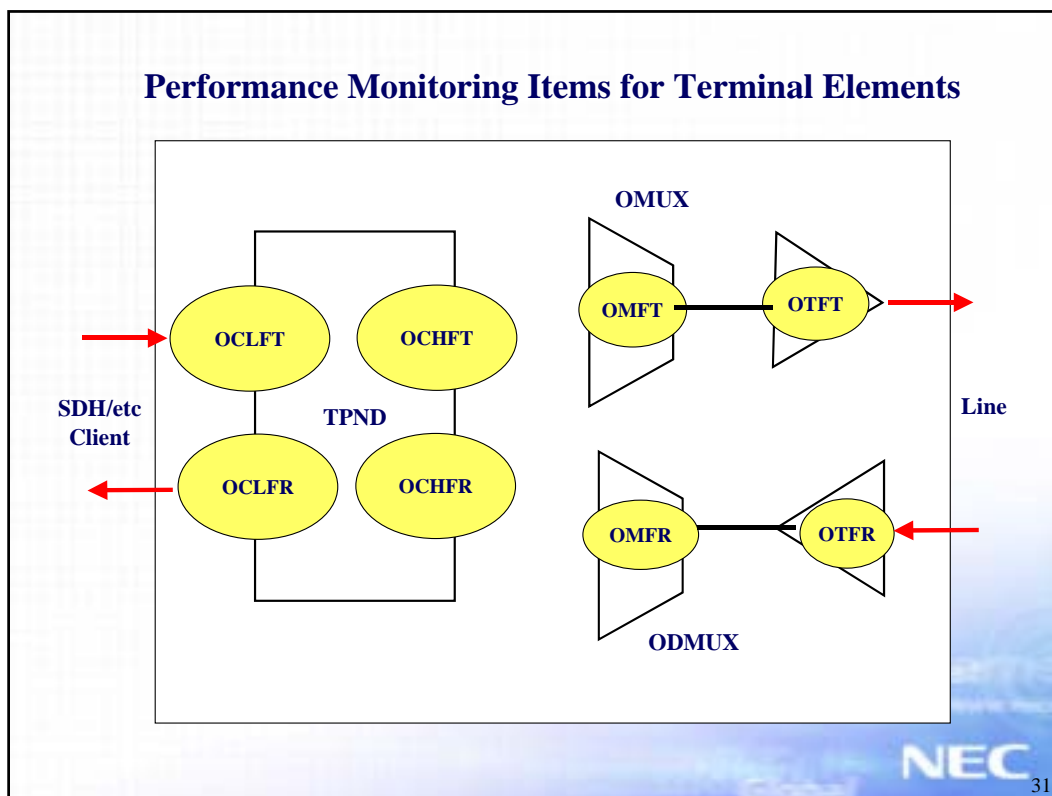 Performance Monitoring Items for Terminal Elements
OMUX
OMFT
OTFT
OCLFT
OCHFT
SDH/etc
Client
TPND
Line
OCLFR
OCHFR
OMFR
OTFR
ODMUX
NEC
Global
31